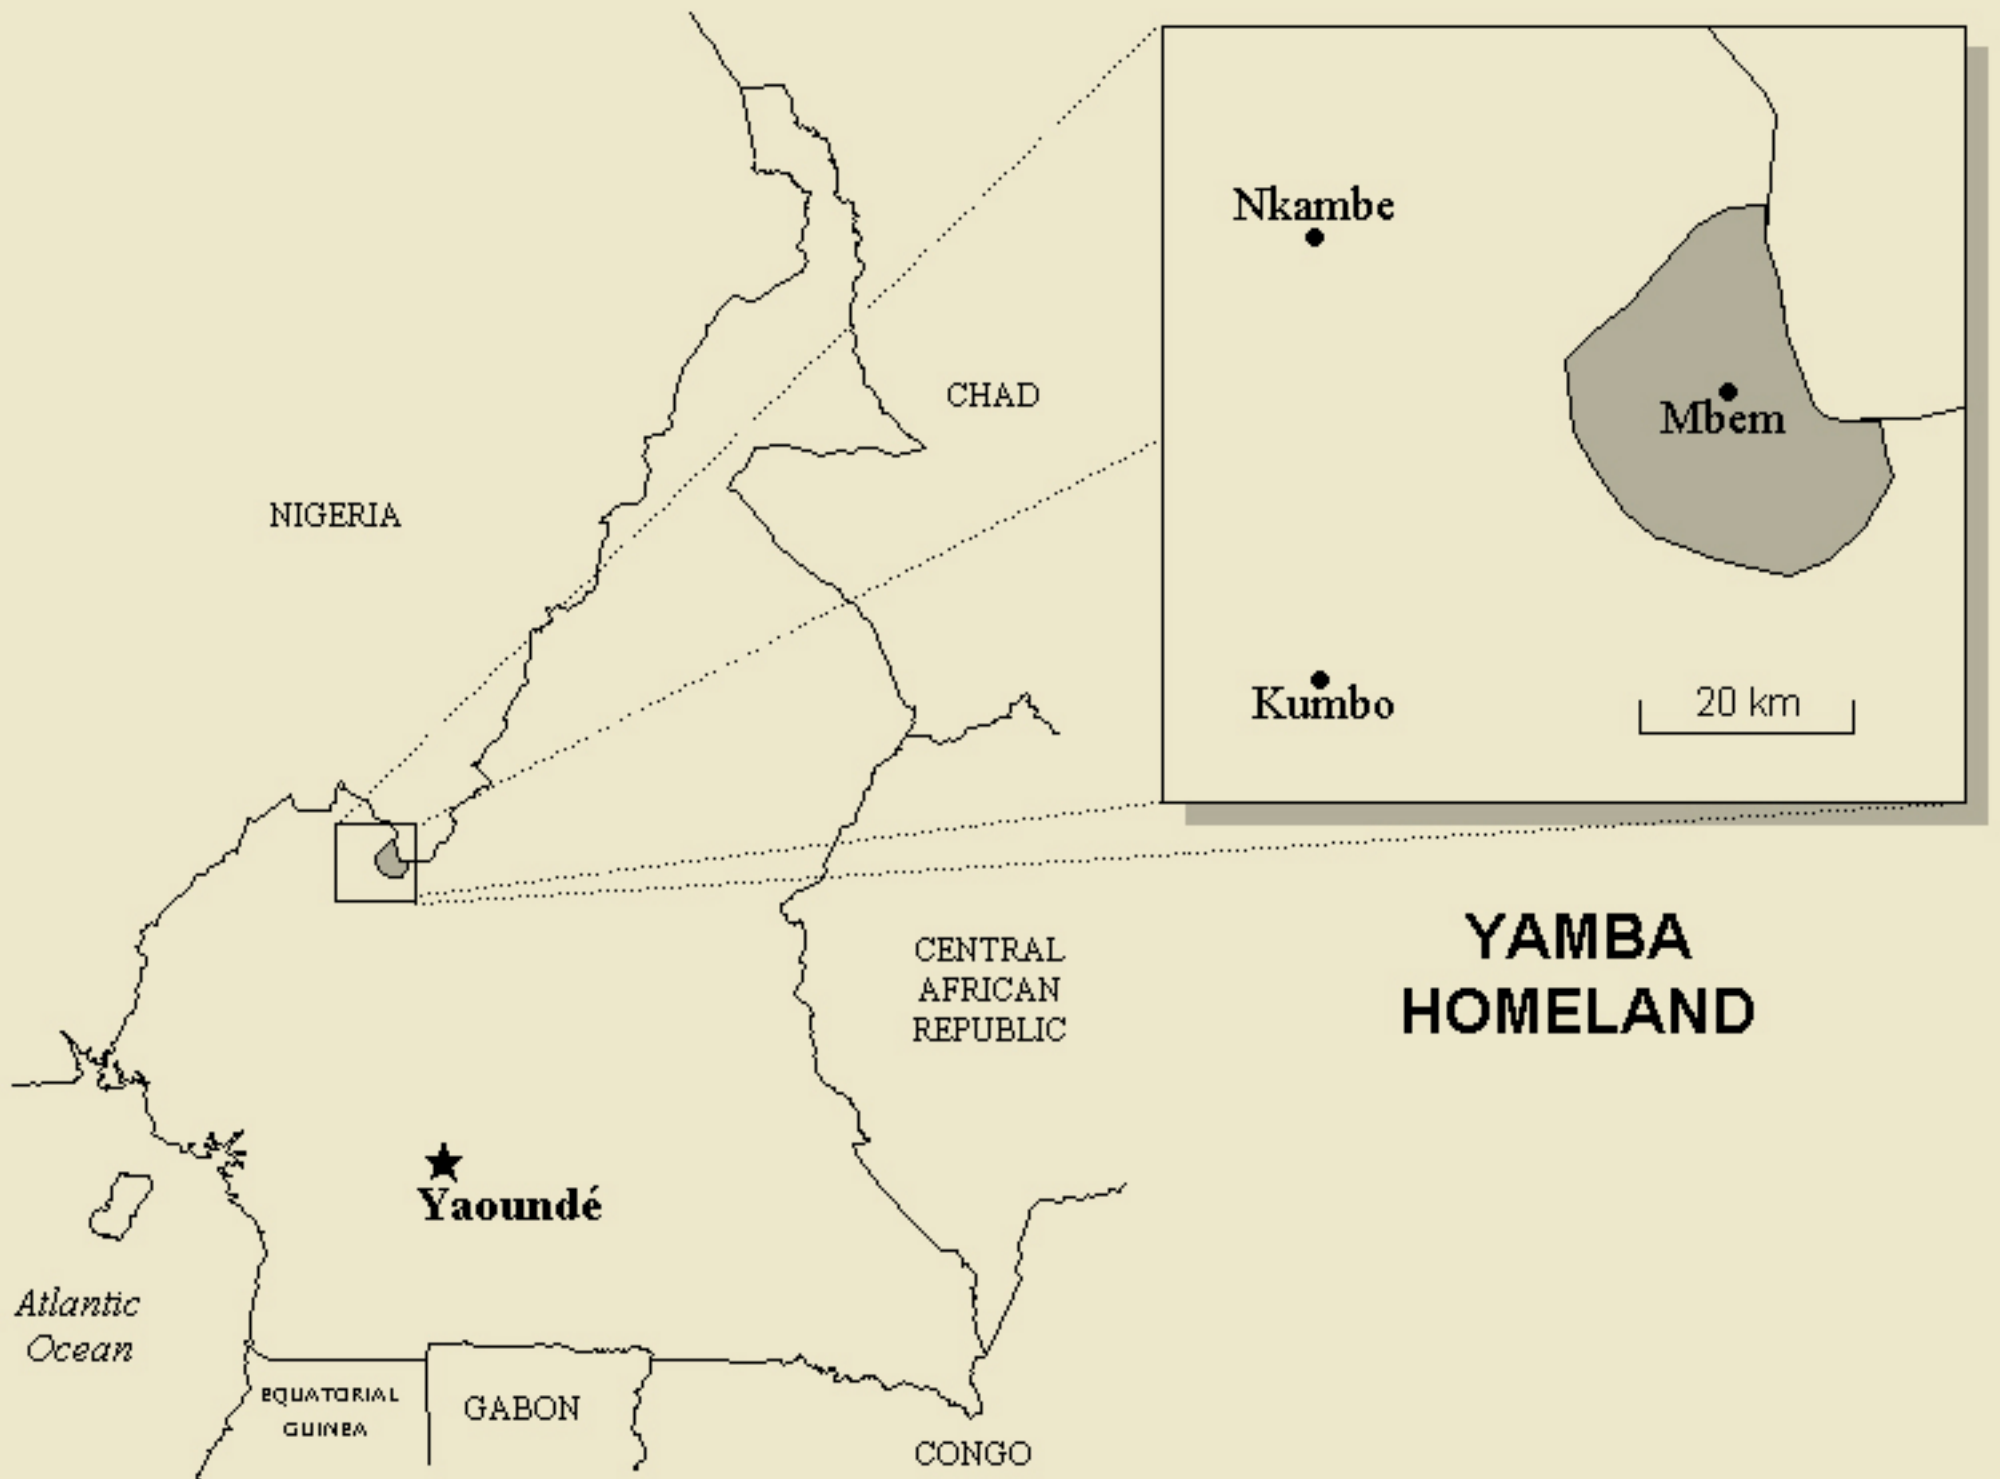 CHAD
NIGERIA
Nkambe
Mbem
Kumbo
20 km
YAMBA
HOMELAND
CENTRAL
AFRICAN
REPUBLIC
Yaoundé
Atlantic
Ocean
EQUATORIAL
GUINEA
GABON
CONGO